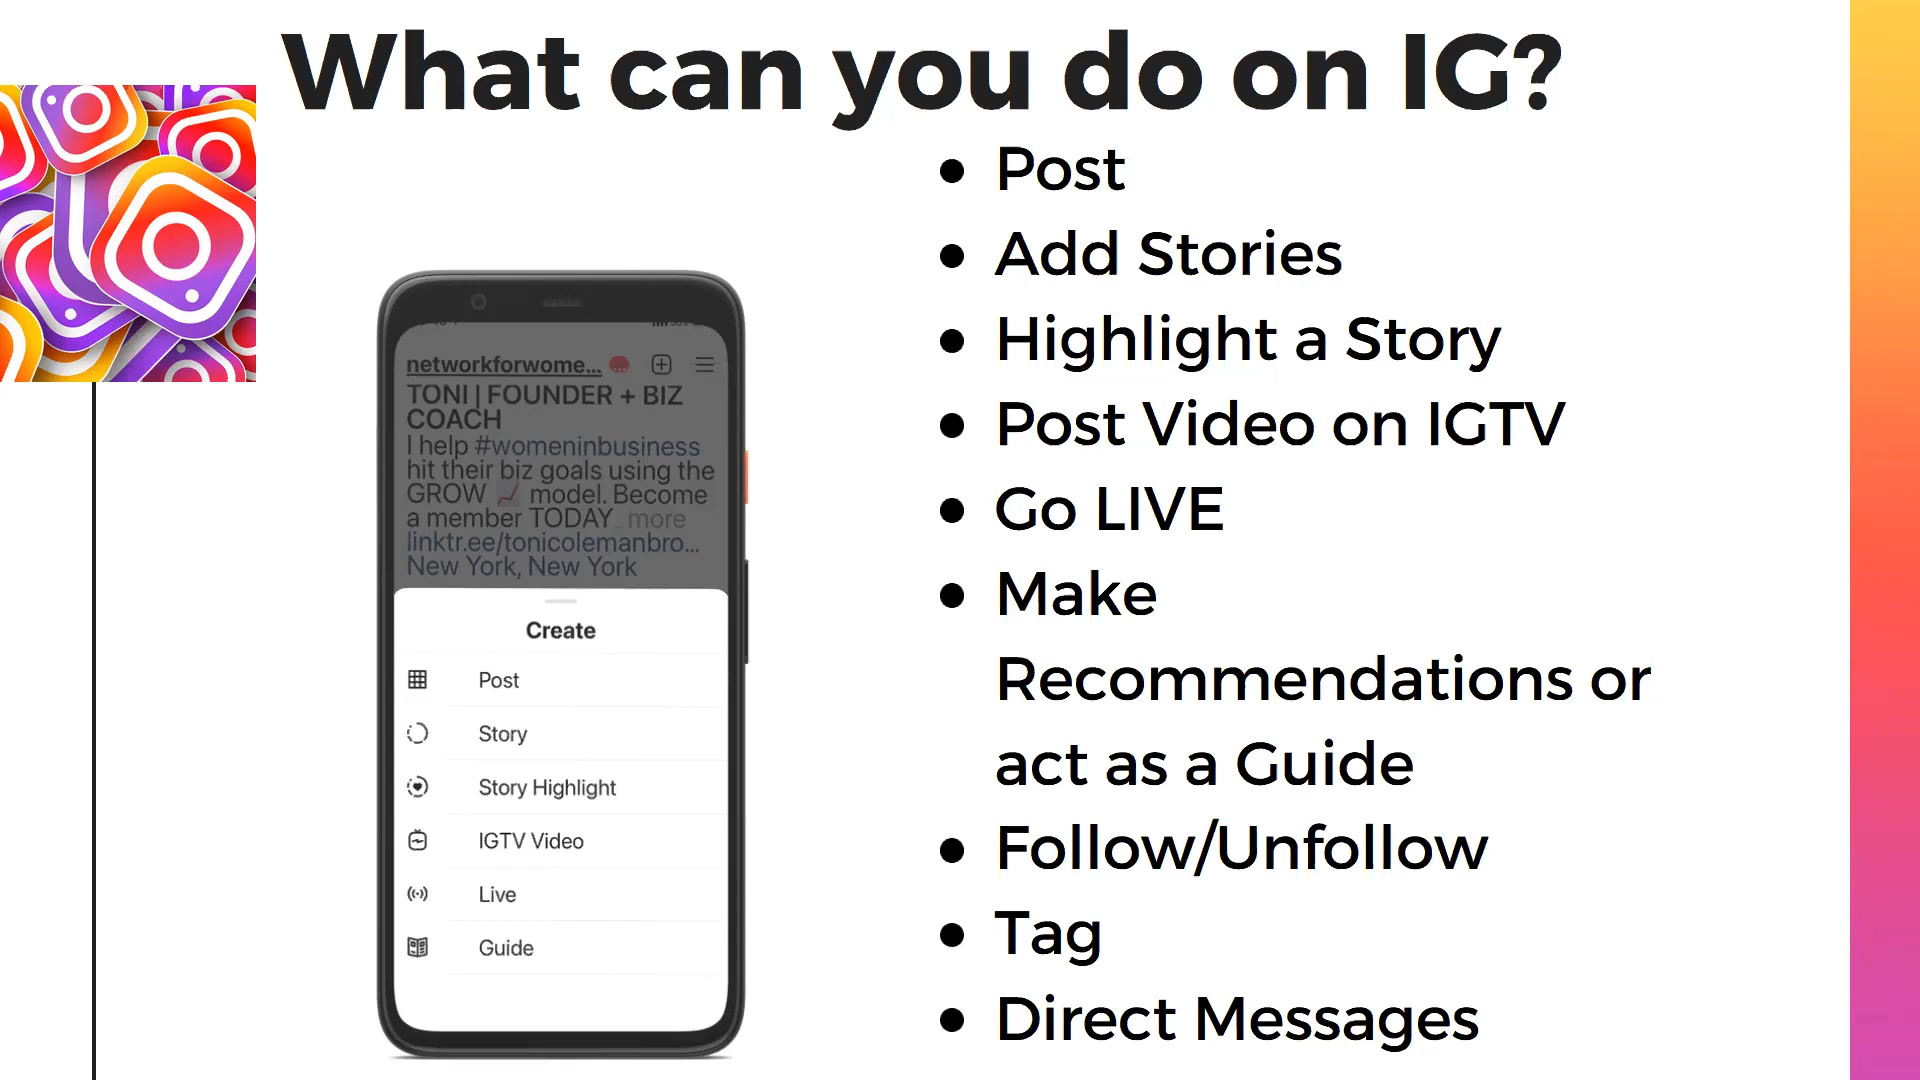 What can you do on IG?
networkforwome...
TONI | FOUNDER + BIZ
COACH
I help #womeninbusiness
hit their biz goals using the
GROW 📈 model. Become
a member TODAY... more
linktr.ee/tonicolemanbro...
New York, New York
Create
Post
Story
Story Highlight
IGTV Video
Live
Guide
• Post
• Add Stories
• Highlight a Story
• Post Video on IGTV
• Go LIVE
• Make
Recommendations or
act as a Guide
• Follow/Unfollow
• Tag
• Direct Messages